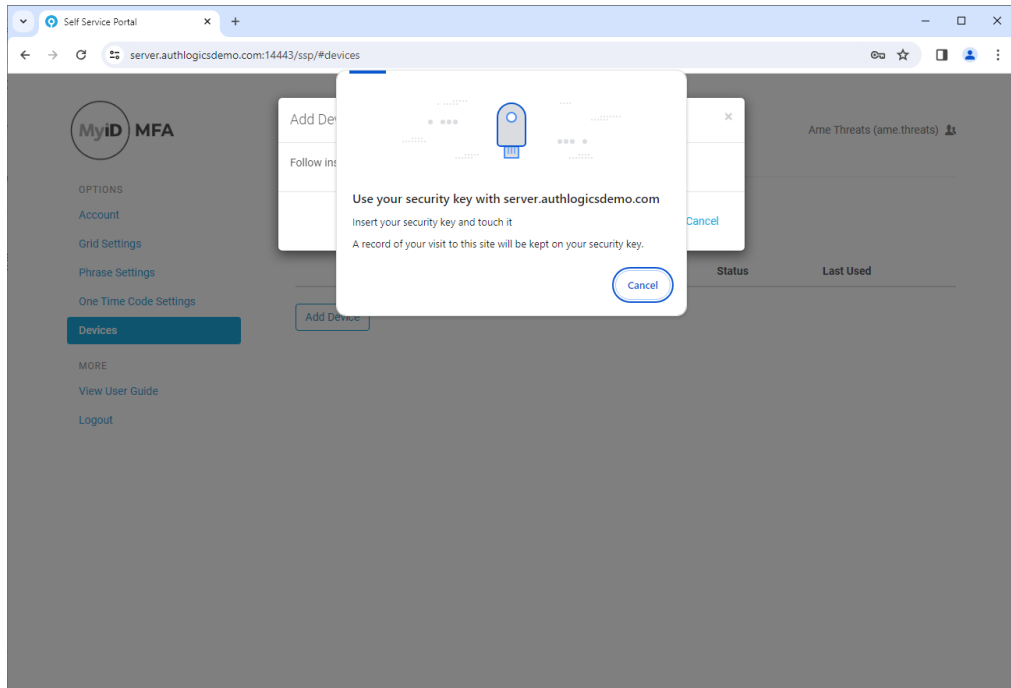 Self Service Portal
server.authlogicsdemo.com:14443/ssp/#devices
MyiD MFA
Ame Threats (ame.threats)
OPTIONS
Account
Grid Settings
Phrase Settings
One Time Code Settings
Devices
MORE
View User Guide
Logout
Add De
Follow ins
Cancel
Use your security key with server.authlogicsdemo.com
Insert your security key and touch it
A record of your visit to this site will be kept on your security key.
Cancel
Status Last Used
Add Device